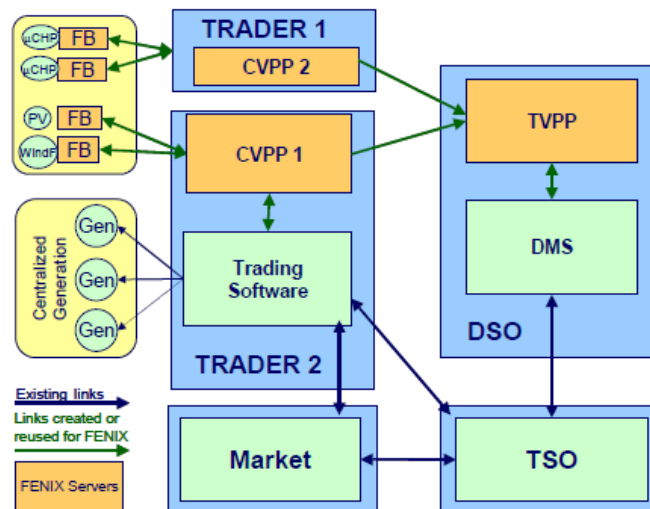 μCHP FB
μCHP FB
PV FB
WindF FB
TRADER 1
CVPP 2
CVPP 1
Trading
Software
TRADER 2
TVPP
DMS
DSO
Centralized
Generation
Gen
Gen
Gen
Existing links
Links created or
reused for FENIX
FENIX Servers
Market
TSO